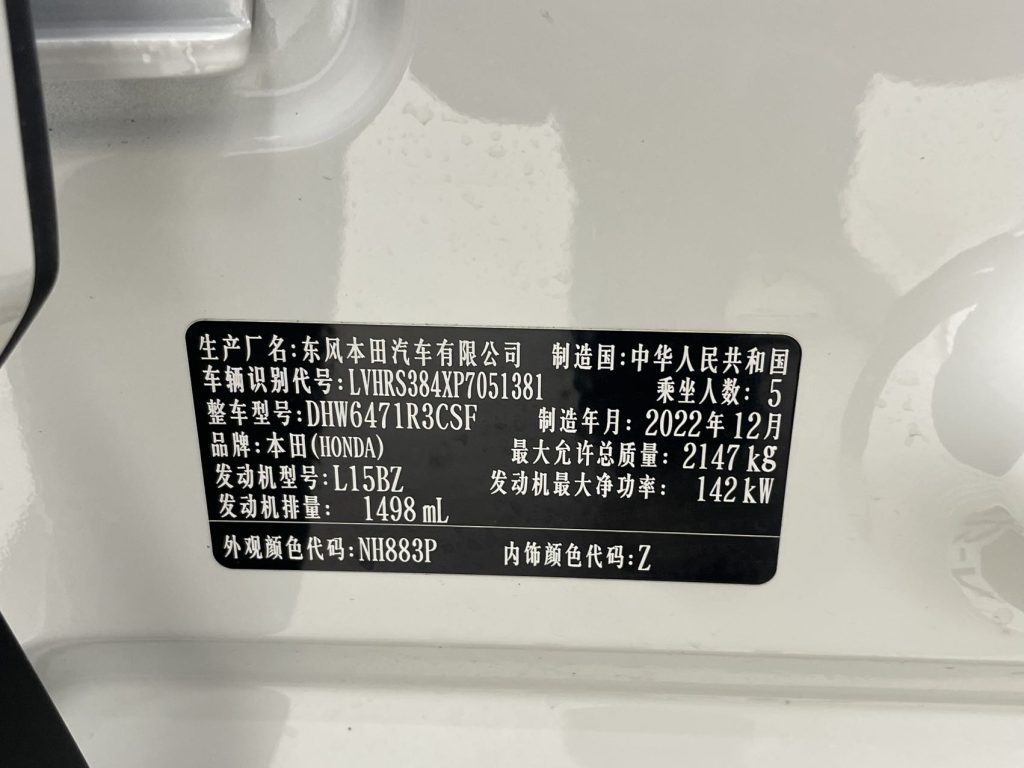 生产厂名:东风本田汽车有限公司 制造国:中华人民共和国
车辆识别代号:LVHRS384XP7051381 乘坐人数: 5
整车型号:DHW6471R3CSF 制造年月: 2022年12月
品牌:本田(HONDA) 最大允许总质量: 2147kg
发动机型号:L15BZ 发动机最大净功率: 142kW
发动机排量: 1498mL
外观颜色代码:NH883P 内饰颜色代码:Z